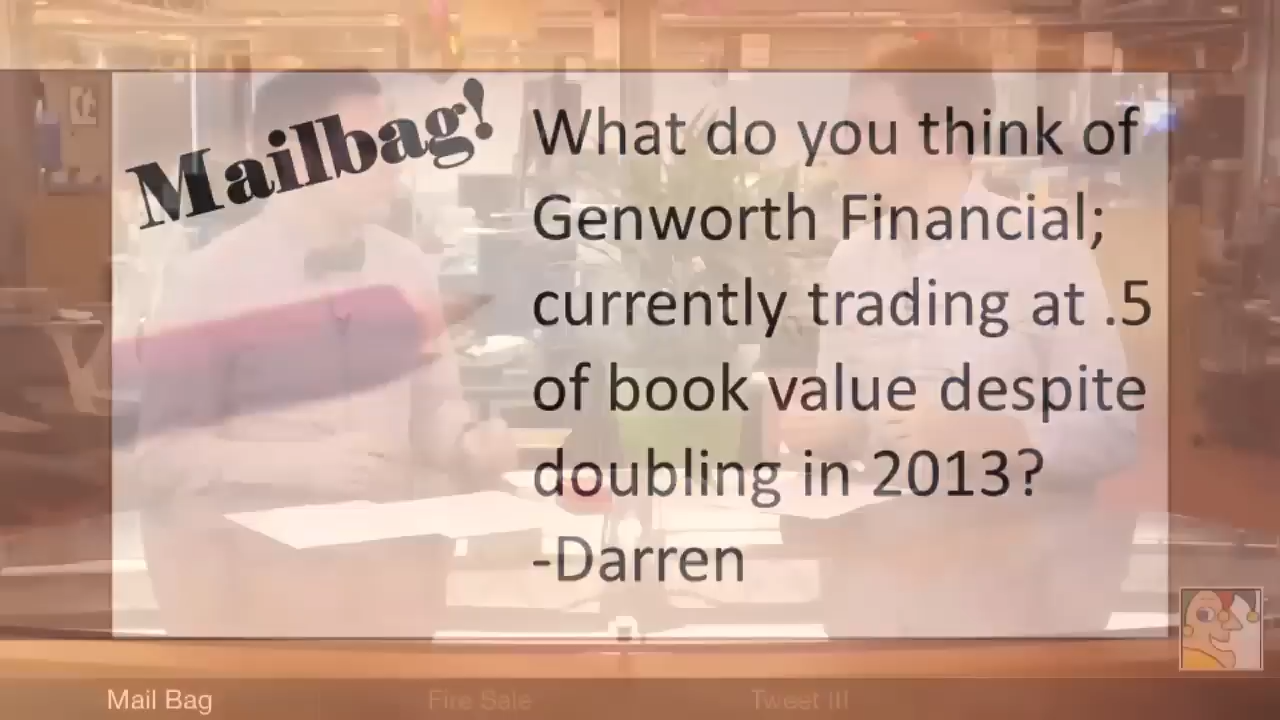 Mailbag!
What do you think of
Genworth Financial;
currently trading at .5
of book value despite
doubling in 2013?
-Darren
Mail Bag
Fire Sale
Tweet It!